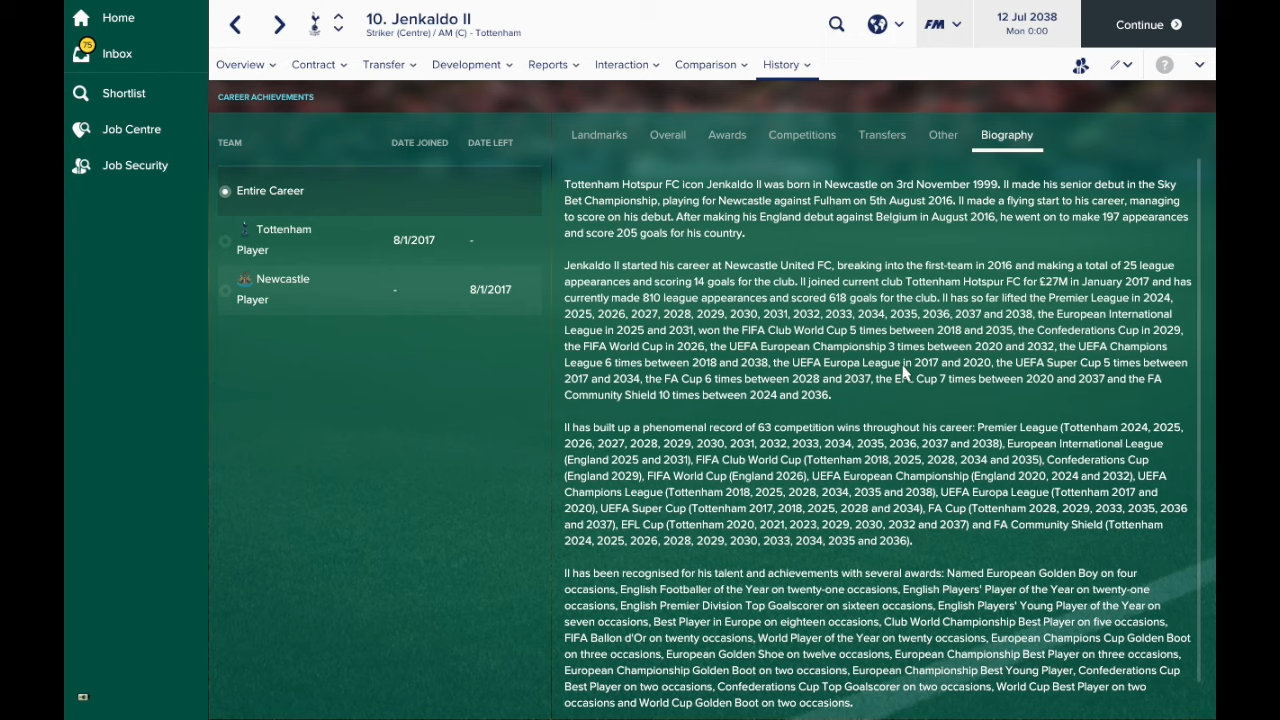 Home
10. Jenkaldo II
Striker (Centre) / AM (C) - Tottenham
FM
12 Jul 2038
Mon 0:00
Continue
75
Inbox
Overview
Contract
Transfer
Development
Reports
Interaction
Comparison
History
?
Shortlist
Job Centre
Job Security
CAREER ACHIEVEMENTS
TEAM DATE JOINED DATE LEFT
Entire Career
Tottenham
Player
8/1/2017 -
Newcastle
Player
- 8/1/2017
Landmarks Overall Awards Competitions Transfers Other Biography
Tottenham Hotspur FC icon Jenkaldo II was born in Newcastle on 3rd November 1999. II made his senior debut in the Sky
Bet Championship, playing for Newcastle against Fulham on 5th August 2016. II made a flying start to his career, managing
to score on his debut. After making his England debut against Belgium in August 2016, he went on to make 197 appearances
and score 205 goals for his country.
Jenkaldo II started his career at Newcastle United FC, breaking into the first-team in 2016 and making a total of 25 league
appearances and scoring 14 goals for the club. II joined current club Tottenham Hotspur FC for £27M in January 2017 and has
currently made 810 league appearances and scored 618 goals for the club. II has so far lifted the Premier League in 2024,
2025, 2026, 2027, 2028, 2029, 2030, 2031, 2032, 2033, 2034, 2035, 2036, 2037 and 2038, the European International
League in 2025 and 2031, won the FIFA Club World Cup 5 times between 2018 and 2035, the Confederations Cup in 2029,
the FIFA World Cup in 2026, the UEFA European Championship 3 times between 2020 and 2032, the UEFA Champions
League 6 times between 2018 and 2038, the UEFA Europa League in 2017 and 2020, the UEFA Super Cup 5 times between
2017 and 2034, the FA Cup 6 times between 2028 and 2037, the EFL Cup 7 times between 2020 and 2037 and the FA
Community Shield 10 times between 2024 and 2036.
II has built up a phenomenal record of 63 competition wins throughout his career: Premier League (Tottenham 2024, 2025,
2026, 2027, 2028, 2029, 2030, 2031, 2032, 2033, 2034, 2035, 2036, 2037 and 2038), European International League
(England 2025 and 2031), FIFA Club World Cup (Tottenham 2018, 2025, 2028, 2034 and 2035), Confederations Cup
(England 2029), FIFA World Cup (England 2026), UEFA European Championship (England 2020, 2024 and 2032), UEFA
Champions League (Tottenham 2018, 2025, 2028, 2034, 2035 and 2038), UEFA Europa League (Tottenham 2017 and
2020), UEFA Super Cup (Tottenham 2017, 2018, 2025, 2028 and 2034), FA Cup (Tottenham 2028, 2029, 2033, 2035, 2036
and 2037), EFL Cup (Tottenham 2020, 2021, 2023, 2029, 2030, 2032 and 2037) and FA Community Shield (Tottenham
2024, 2025, 2026, 2028, 2029, 2030, 2033, 2034, 2035 and 2036).
II has been recognised for his talent and achievements with several awards: Named European Golden Boy on four
occasions, English Footballer of the Year on twenty-one occasions, English Players' Player of the Year on twenty-one
occasions, English Premier Division Top Goalscorer on sixteen occasions, English Players' Young Player of the Year on
seven occasions, Best Player in Europe on eighteen occasions, Club World Championship Best Player on five occasions,
FIFA Ballon d'Or on twenty occasions, World Player of the Year on twenty occasions, European Champions Cup Golden Boot
on three occasions, European Golden Shoe on twelve occasions, European Championship Best Player on three occasions,
European Championship Golden Boot on two occasions, European Championship Best Young Player, Confederations Cup
Best Player on two occasions, Confederations Cup Top Goalscorer on two occasions, World Cup Best Player on two
occasions and World Cup Golden Boot on two occasions.